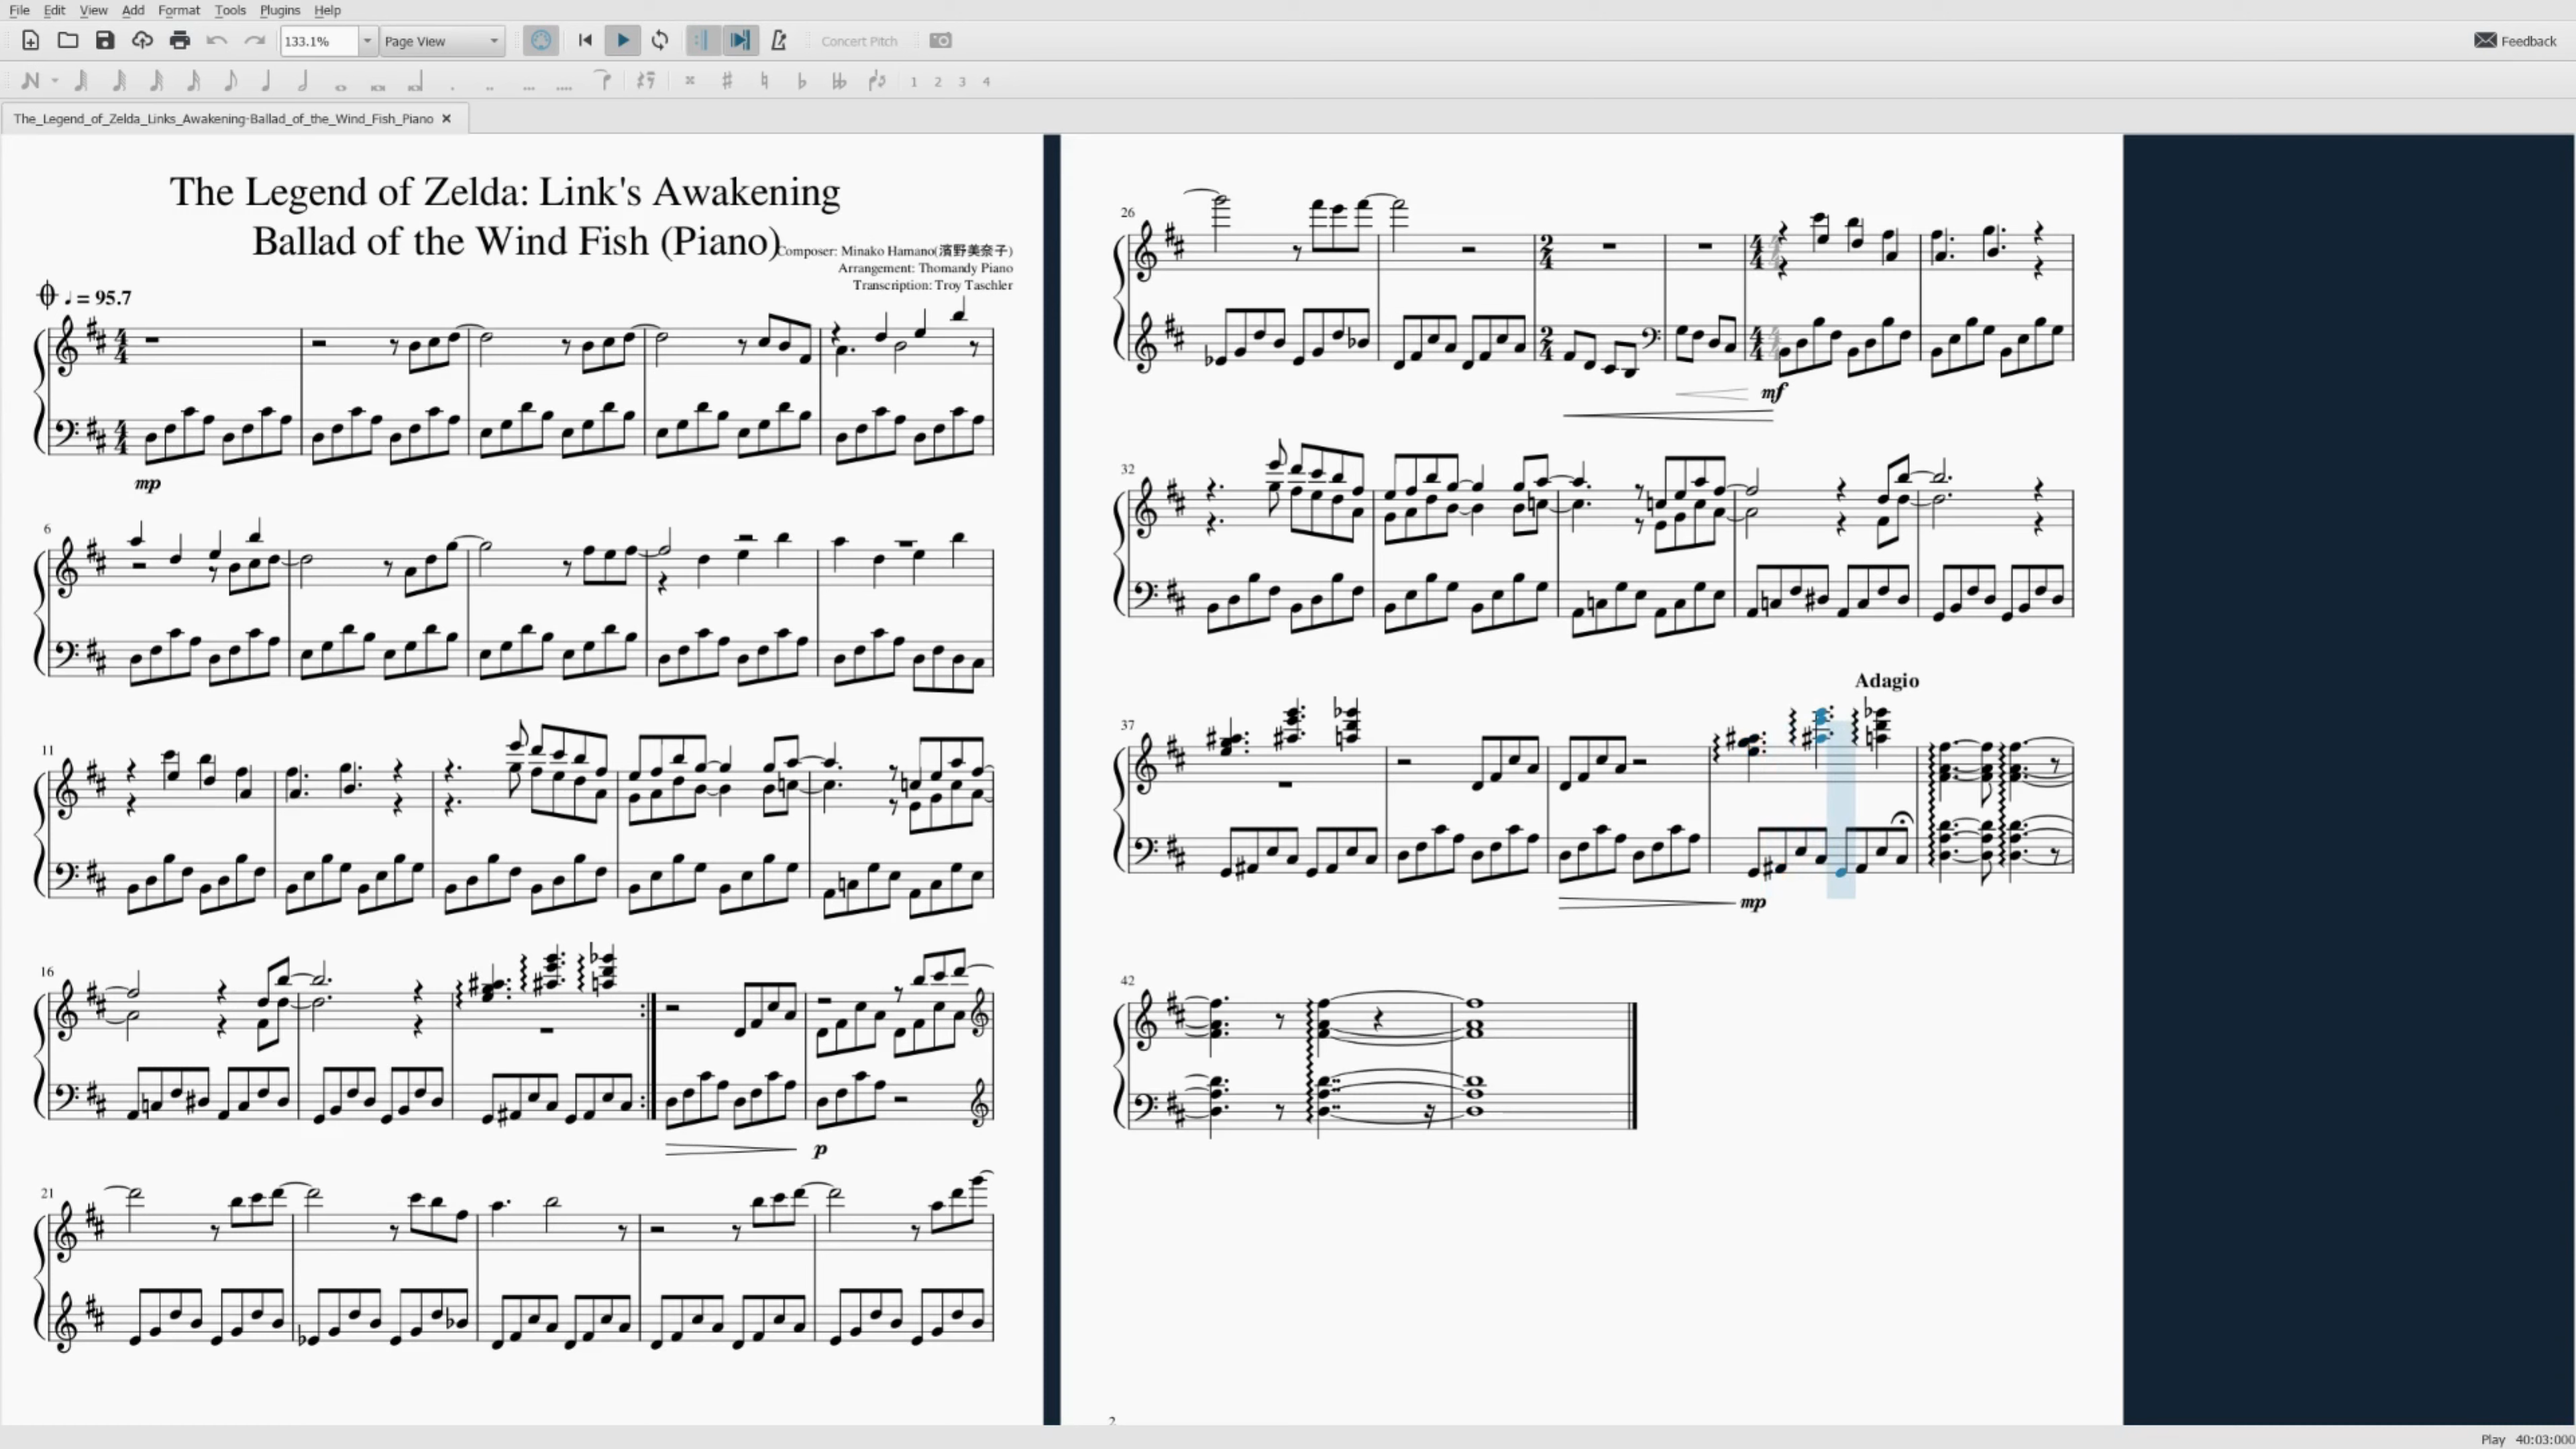 File Edit View Add Format Tools Plugins Help
133.1% Page View Concert Pitch Feedback
1 2 3 4
The_Legend_of_Zelda_Links_Awakening-Ballad_of_the_Wind_Fish_Piano
The Legend of Zelda: Link's Awakening
Ballad of the Wind Fish (Piano)
Composer: Minako Hamano(濱野美奈子)
Arrangement: Thomandy Piano
Transcription: Troy Taschler
= 95.7
mp
6
11
16
p
21
26
mf
32
Adagio
37
mp
42
2
Play 40:03:000